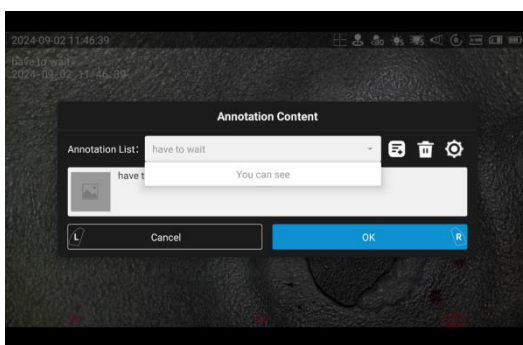 2024-09-02 11:46:39
have to wait
2024-09-02 11:46:39
Annotation Content
Annotation List:
have to wait
You can see
have t
L
Cancel
OK
R